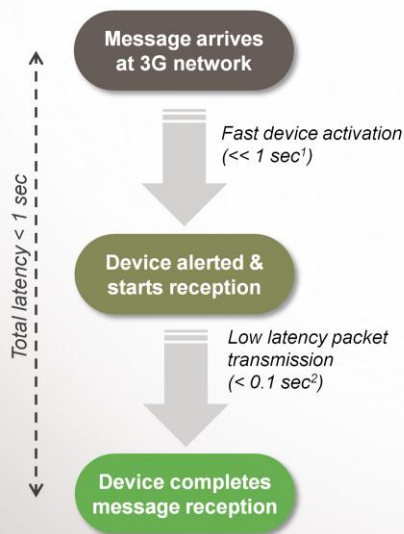 Message arrives
at 3G network
Fast device activation
(<< 1 sec¹)
Total latency < 1 sec
Device alerted &
starts reception
Low latency packet
transmission
(< 0.1 sec²)
Device completes
message reception